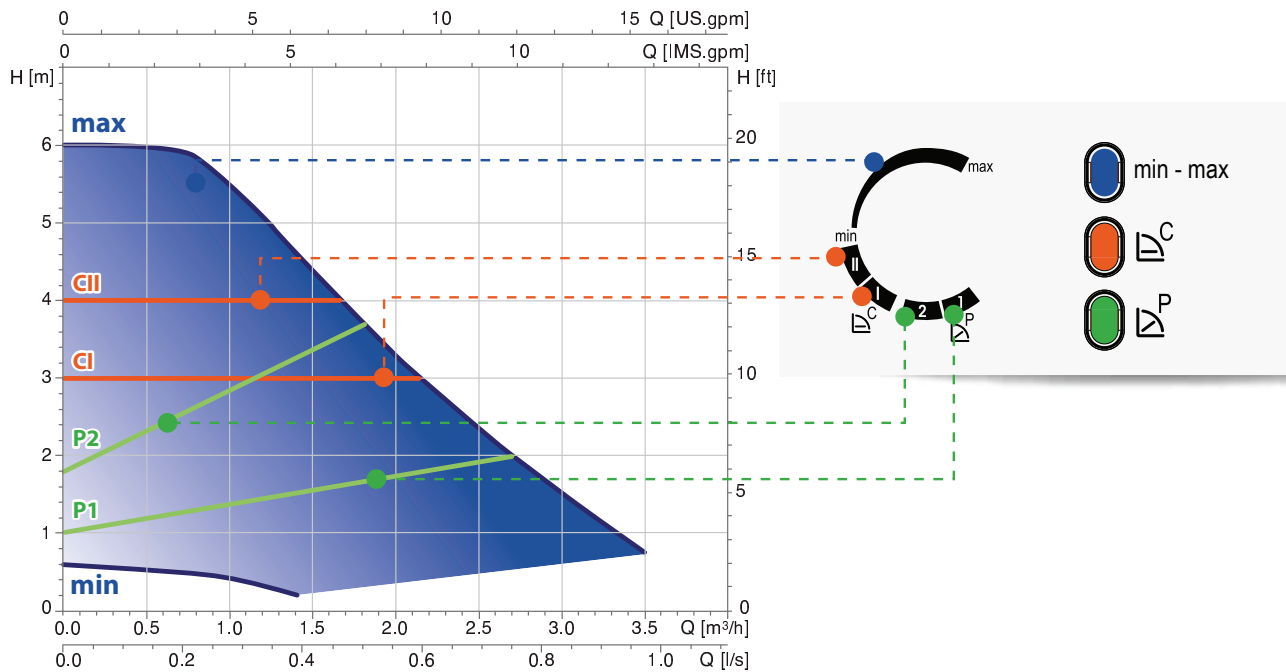 0 5 10 15 Q [US.gpm]
0 5 10 Q [IMS.gpm]
H [m] H [ft]
max
6 20
5
CII
4 15
CI
3 10
P2
2
P1
5
1
min
0 0
0.0 0.5 1.0 1.5 2.0 2.5 3.0 3.5 Q [m³/h]
0.0 0.2 0.4 0.6 0.8 1.0 Q [l/s]
max
min
II
I
C
2
1
P
min - max
C
P